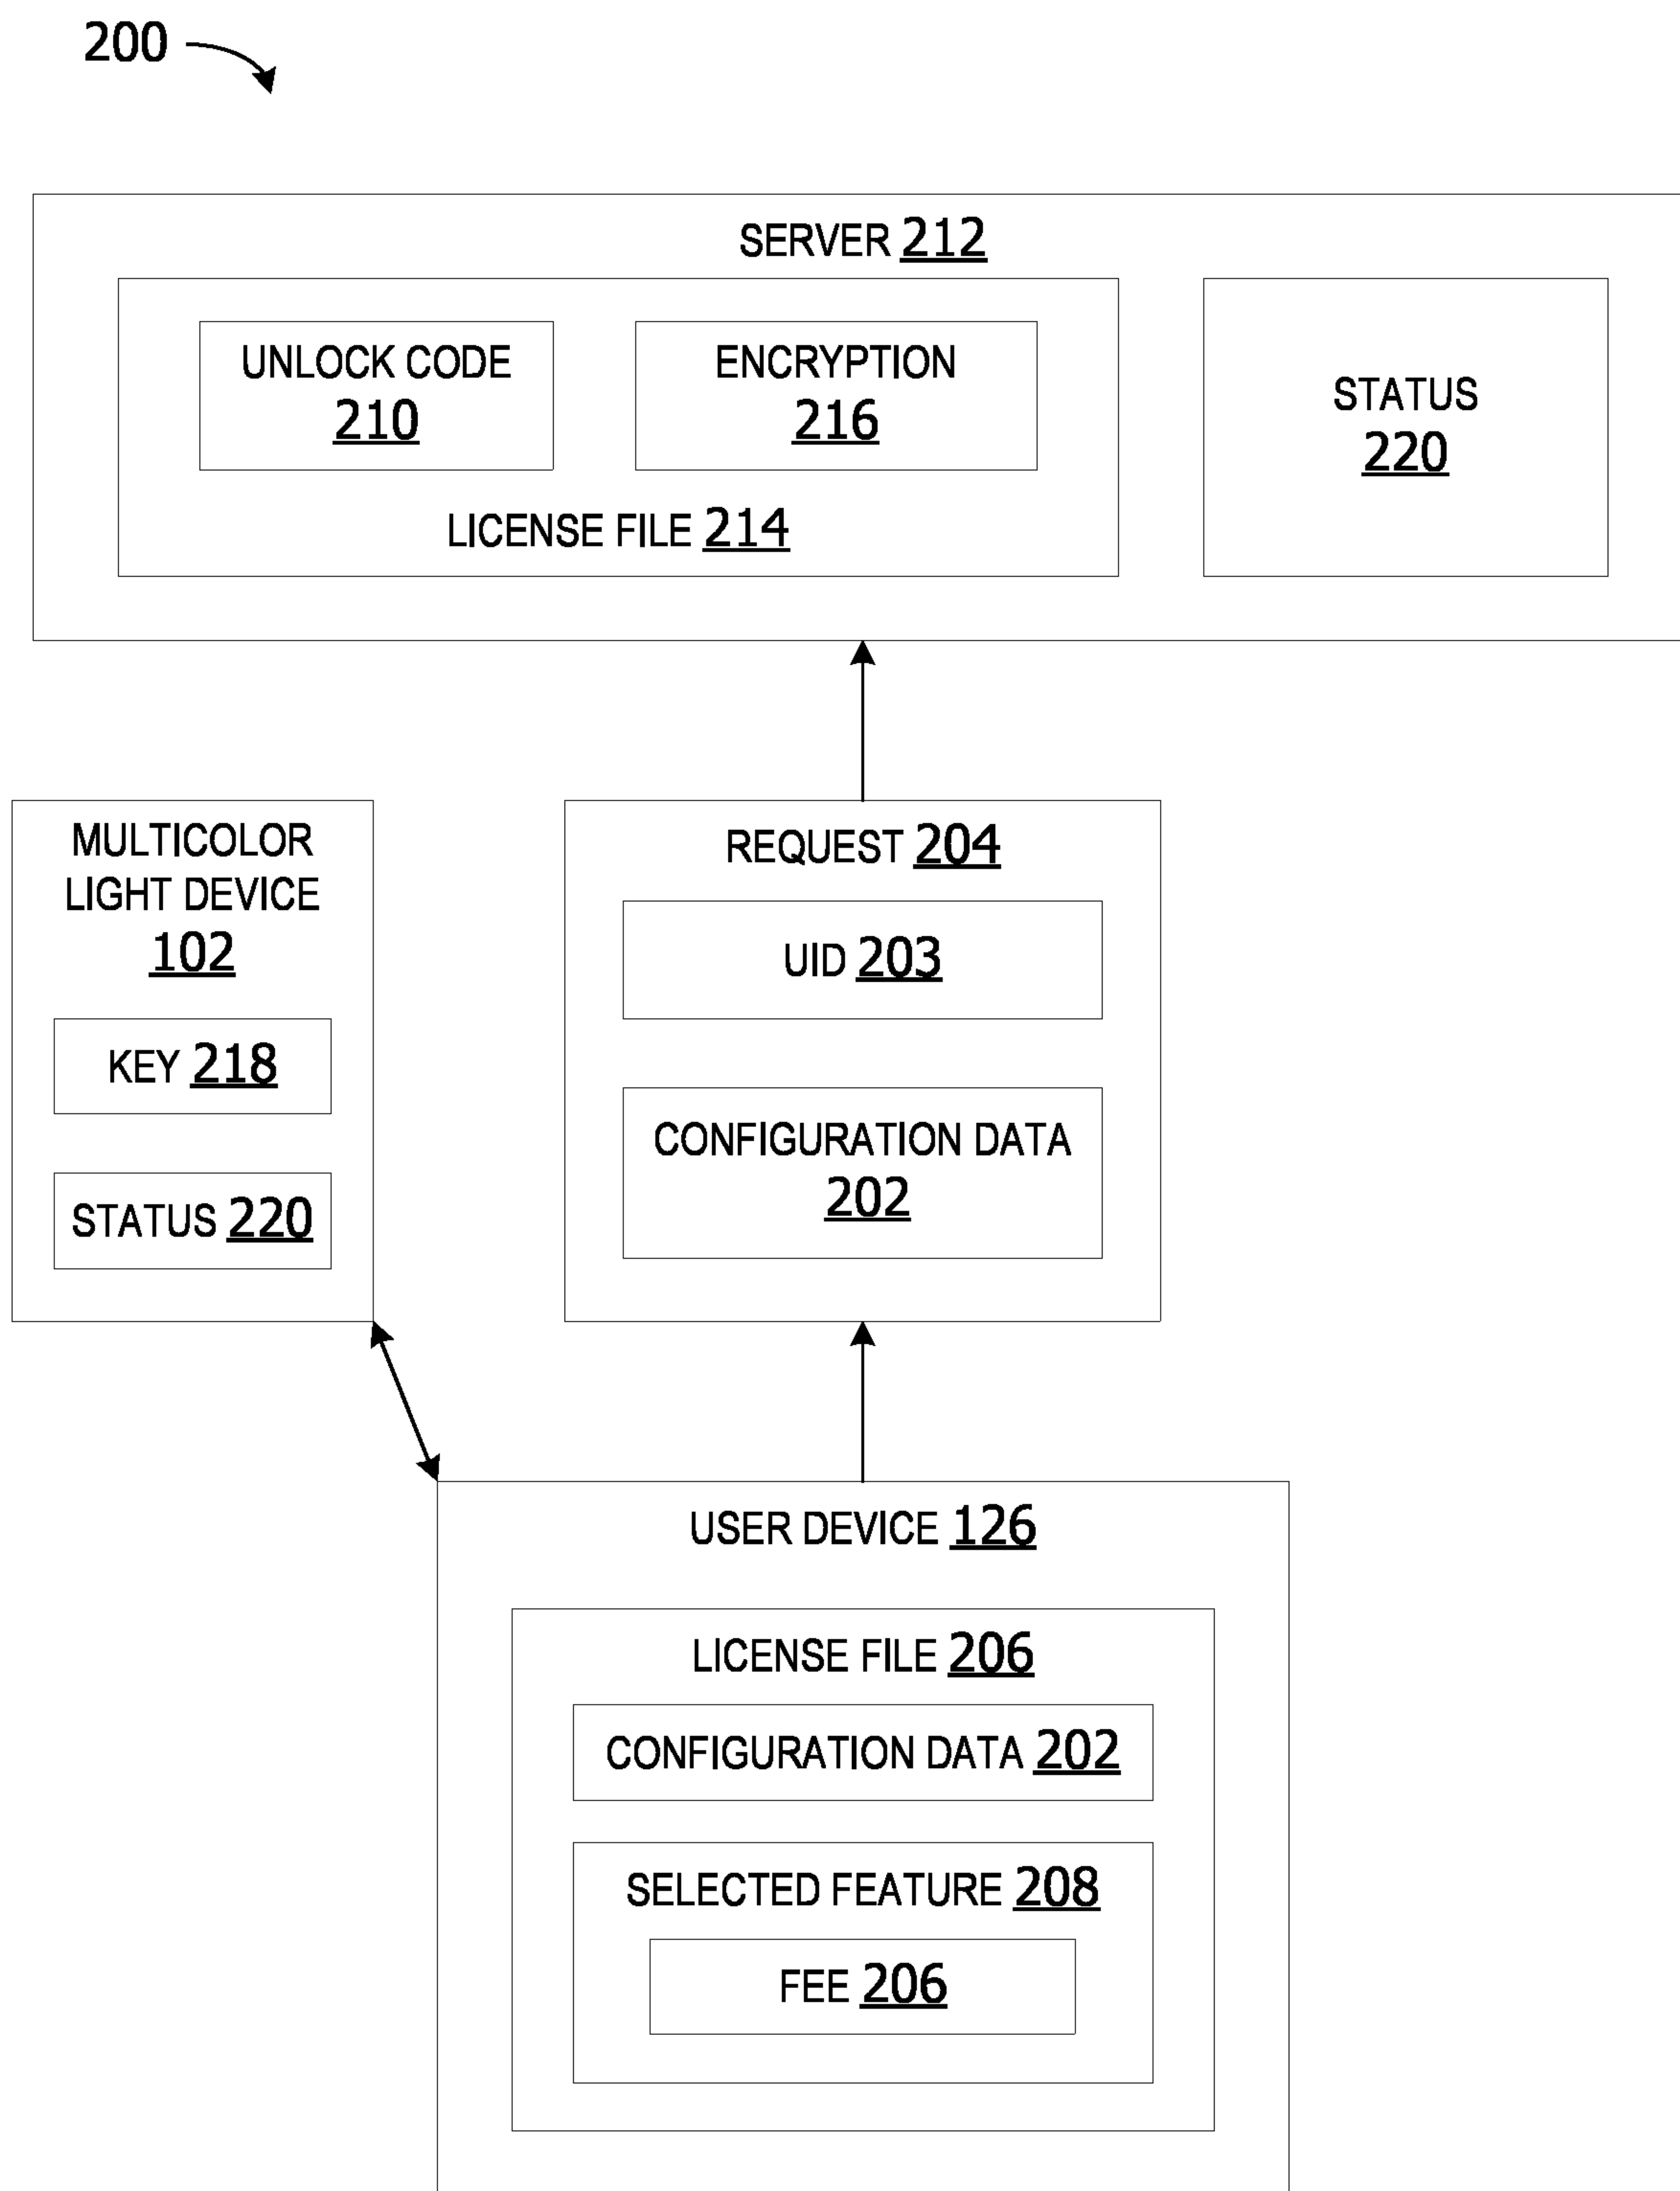 200
SERVER 212
UNLOCK CODE
210
ENCRYPTION
216
LICENSE FILE 214
STATUS
220
MULTICOLOR
LIGHT DEVICE
102
KEY 218
STATUS 220
REQUEST 204
UID 203
CONFIGURATION DATA
202
USER DEVICE 126
LICENSE FILE 206
CONFIGURATION DATA 202
SELECTED FEATURE 208
FEE 206